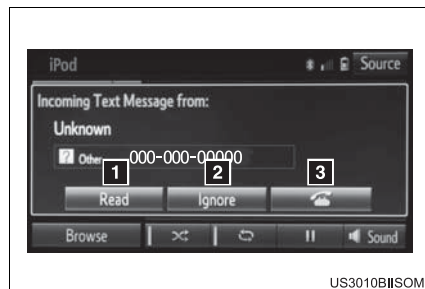 iPod Source
Incoming Text Message from:
Unknown
? Other 000-000-00000
1 2 3
Read Ignore
Browse II Sound
US3010BIISOM